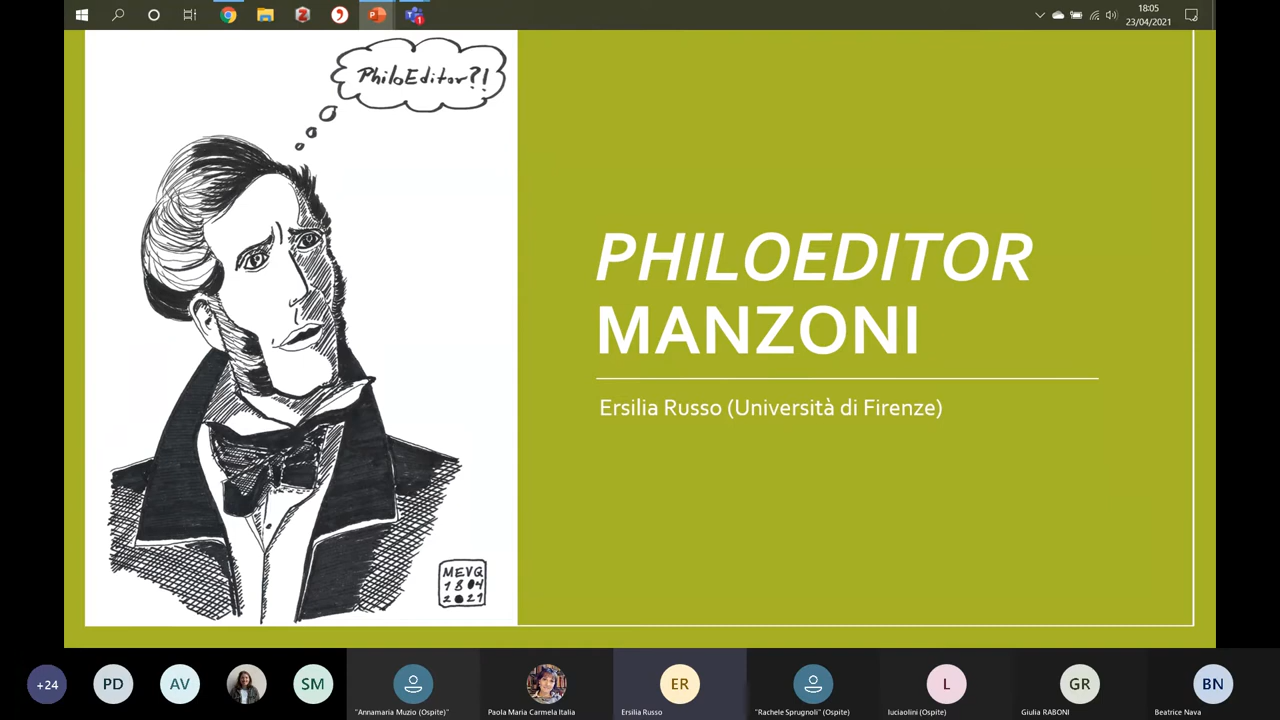 18:05
23/04/2021
PhiloEditor?!
PHILOEDITOR
MANZONI
Ersilia Russo (Università di Firenze)
MEVG
1804
2021
+24
PD
AV
SM
ER
L
GR
BN
"Annamaria Muzio (Ospite)"
Paola Maria Carmela Italia
Ersilia Russo
"Rachele Sprugnoli" (Ospite)
luciaolini (Ospite)
Giulia RABONI
Beatrice Nava